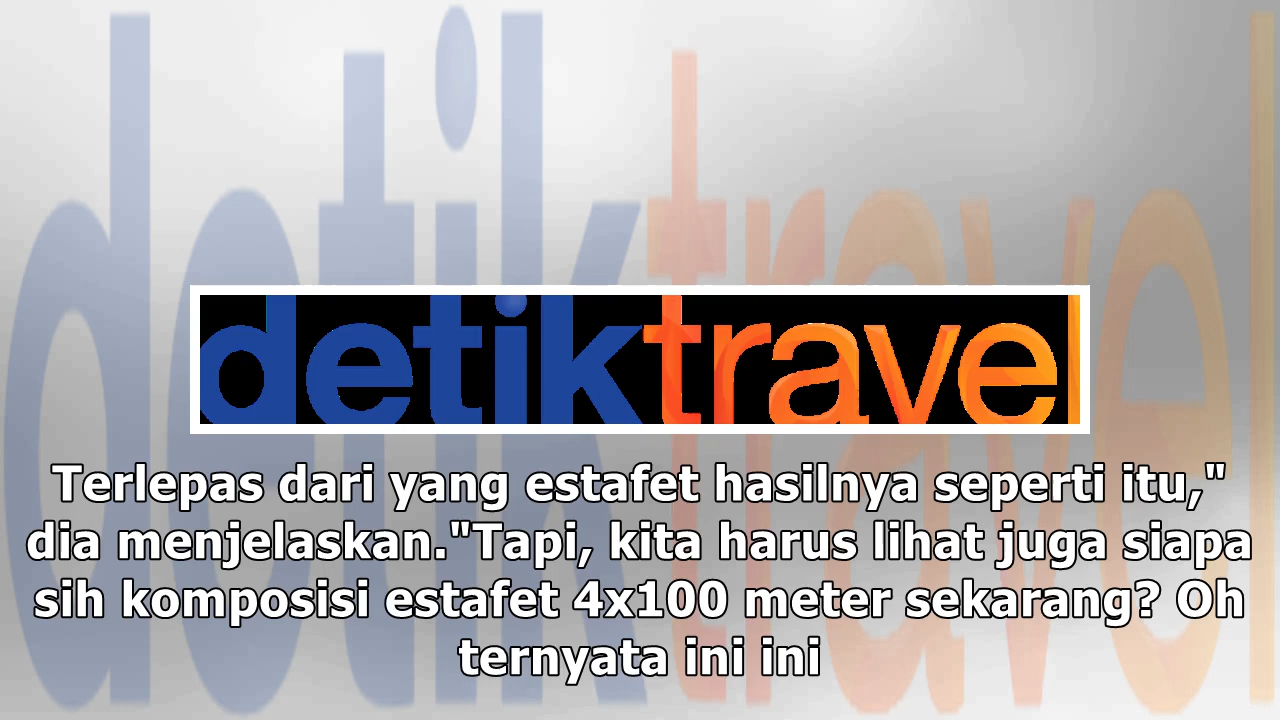 detiktravel
detiktravel
Terlepas dari yang estafet hasilnya seperti itu,"
dia menjelaskan."Tapi, kita harus lihat juga siapa
sih komposisi estafet 4x100 meter sekarang? Oh
ternyata ini ini